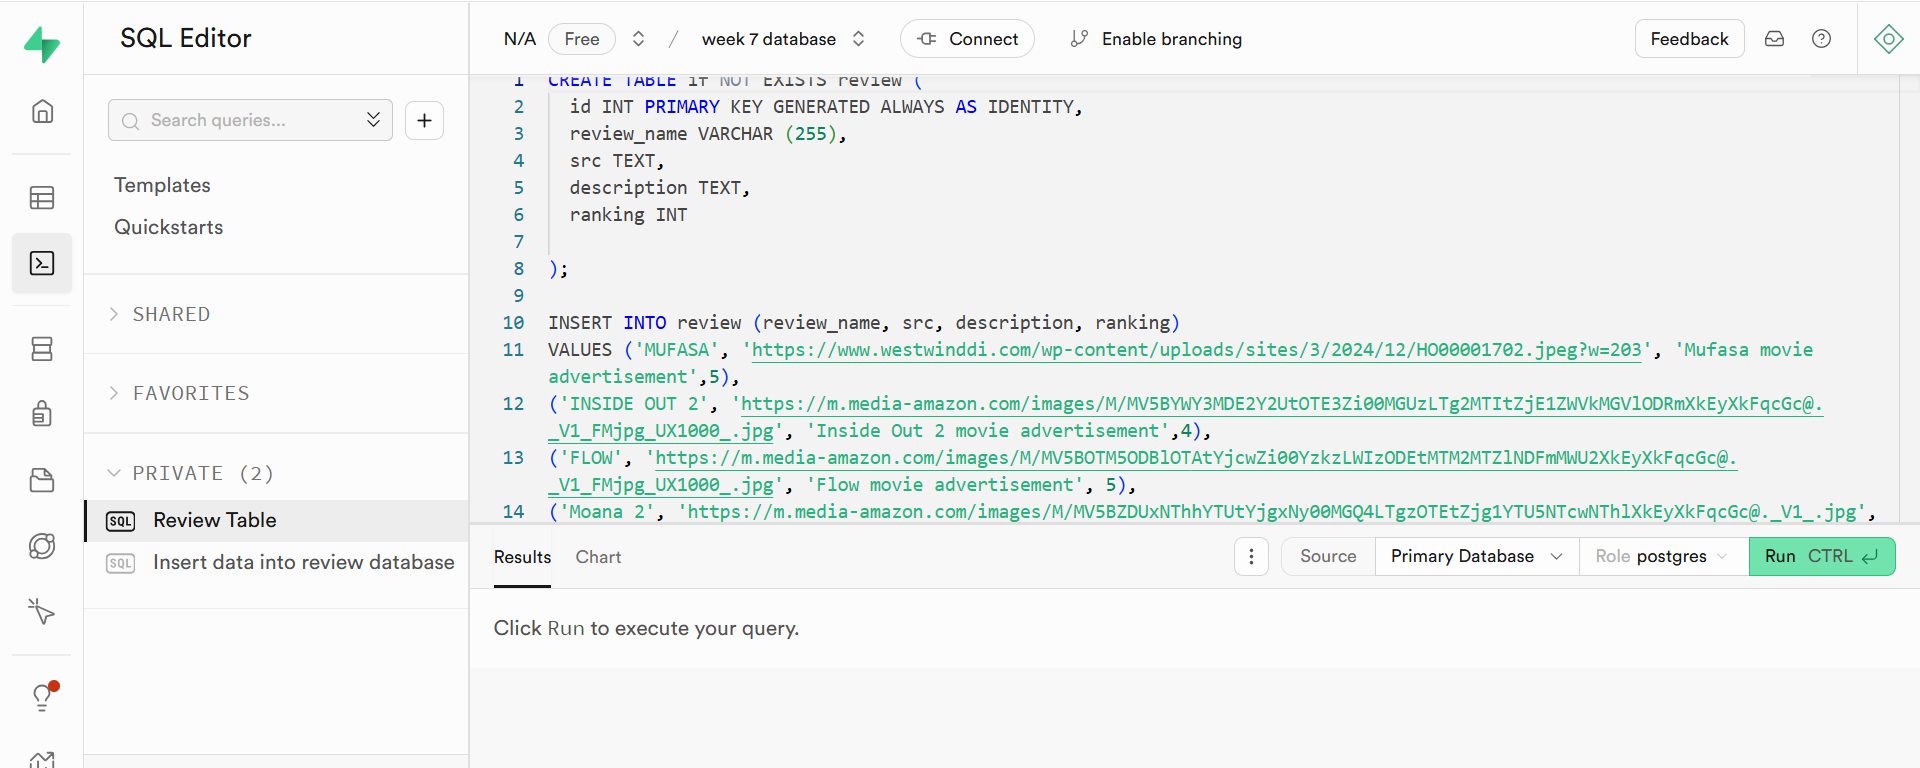 SQL Editor
N/A Free / week 7 database Connect Enable branching Feedback
Search queries...
Templates
Quickstarts
SHARED
FAVORITES
PRIVATE (2)
SQL Review Table
SQL Insert data into review database
1 CREATE TABLE if NOT EXISTS review (
2 id INT PRIMARY KEY GENERATED ALWAYS AS IDENTITY,
3 review_name VARCHAR (255),
4 src TEXT,
5 description TEXT,
6 ranking INT
7
8 );
9
10 INSERT INTO review (review_name, src, description, ranking)
11 VALUES ('MUFASA', 'https://www.westwinddi.com/wp-content/uploads/sites/3/2024/12/HO00001702.jpeg?w=203', 'Mufasa movie
advertisement',5),
12 ('INSIDE OUT 2', 'https://m.media-amazon.com/images/M/MV5BYWY3MDE2Y2UtOTE3Zi00MGUzLTg2MTItZjE1ZWVkMGVlODRmXkEyXkFqcGc@.
_V1_FMjpg_UX1000_.jpg', 'Inside Out 2 movie advertisement',4),
13 ('FLOW', 'https://m.media-amazon.com/images/M/MV5BOTM5ODBlOTAtYjcwZi00YzkzLWIzODEtMTM2MTZlNDFmMWU2XkEyXkFqcGc@.
_V1_FMjpg_UX1000_.jpg', 'Flow movie advertisement', 5),
14 ('Moana 2', 'https://m.media-amazon.com/images/M/MV5BZDUxNThhYTUtYjgxNy00MGQ4LTgzOTEtZjg1YTU5NTcwNThlXkEyXkFqcGc@._V1_.jpg',
Results Chart Source Primary Database Role postgres Run CTRL
Click Run to execute your query.